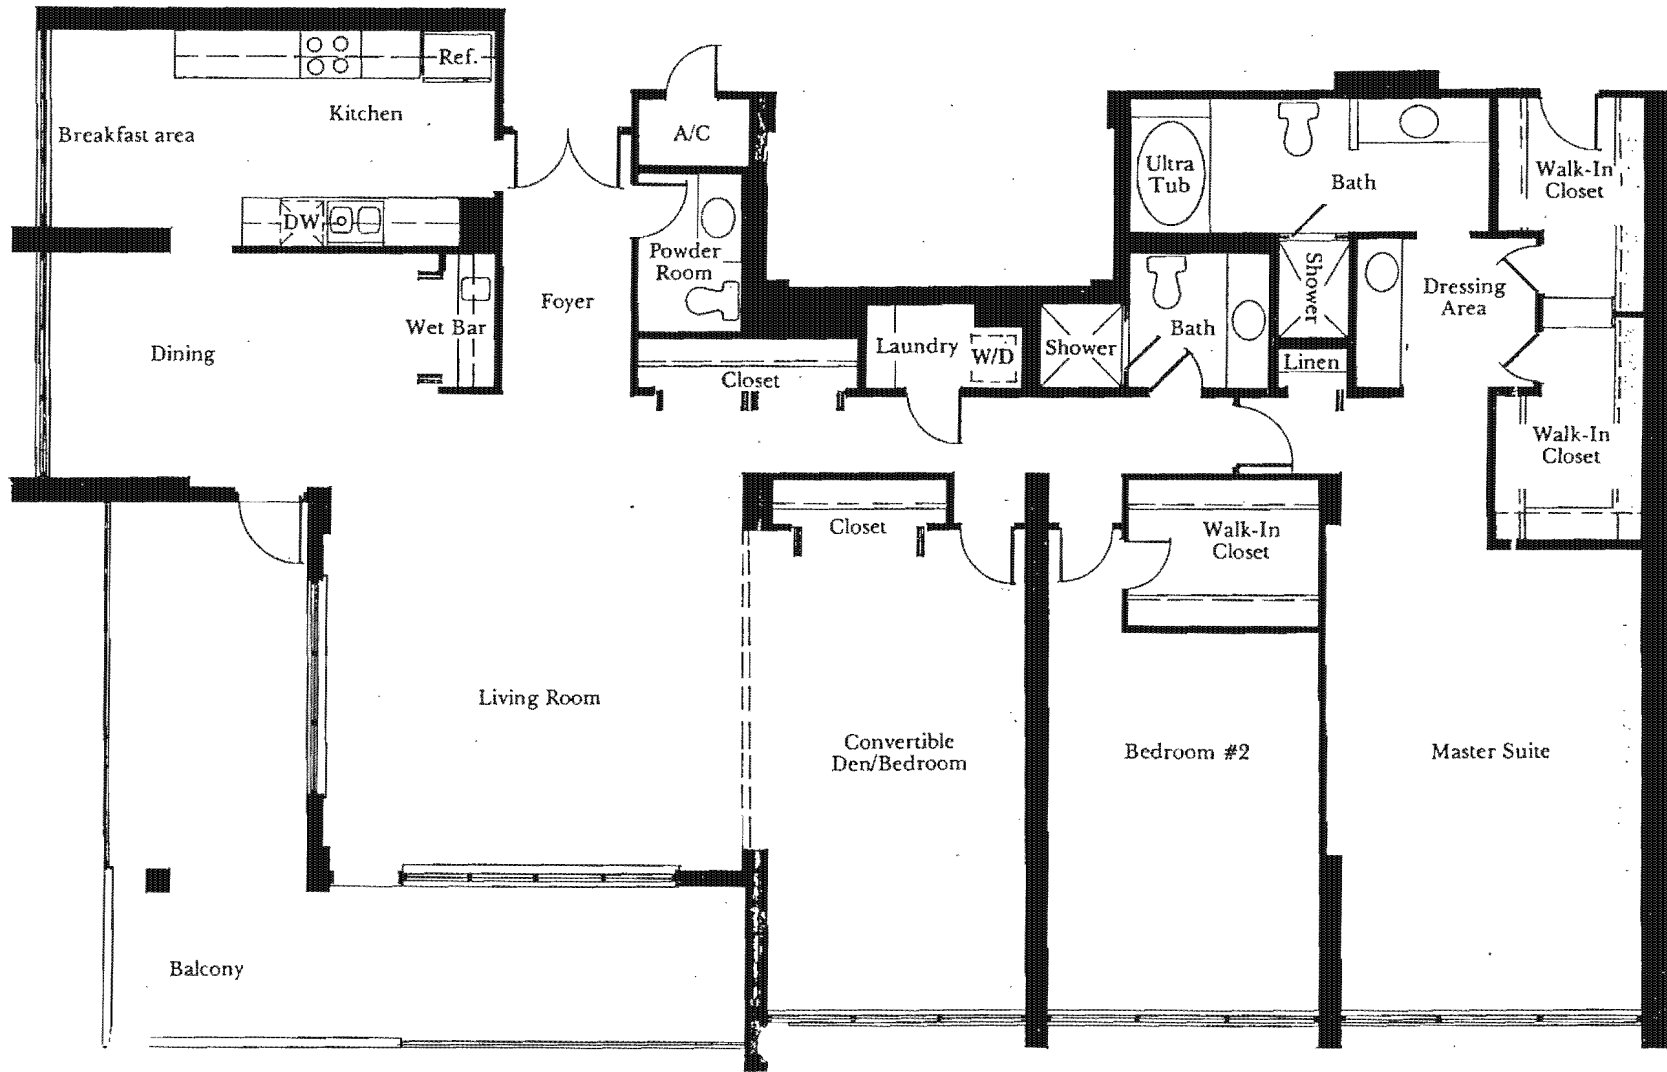 Ref.
Kitchen
Breakfast area
A/C
DW
Powder
Room
Foyer
Wet Bar
Dining
Closet
Laundry
W/D
Shower
Bath
Ultra
Tub
Bath
Walk-In
Closet
Shower
Dressing
Area
Linen
Walk-In
Closet
Closet
Walk-In
Closet
Living Room
Convertible
Den/Bedroom
Bedroom #2
Master Suite
Balcony